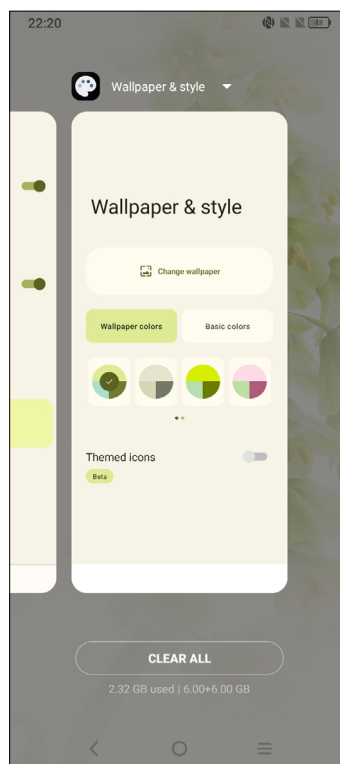 22:20
Wallpaper & style
Wallpaper & style
Change wallpaper
Wallpaper colors
Basic colors
Themed icons
Beta
CLEAR ALL
2.32 GB used | 6.00+6.00 GB